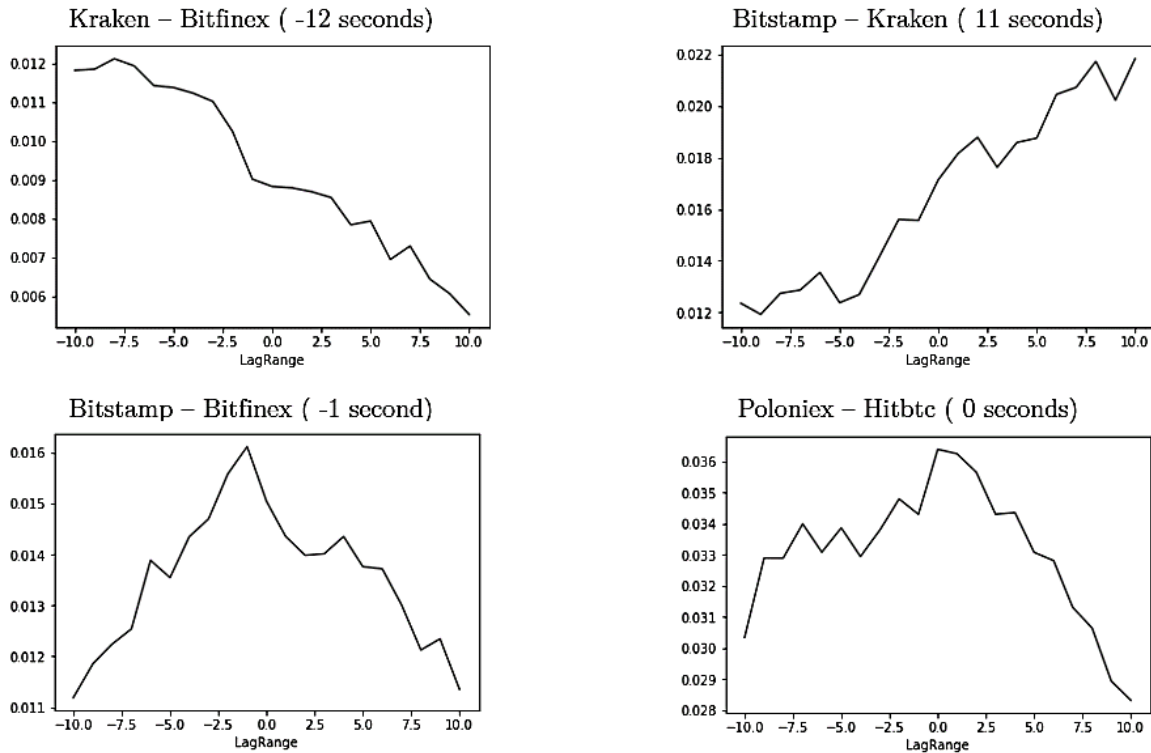 Kraken – Bitfinex ( -12 seconds)
0.012
0.011
0.010
0.009
0.008
0.007
0.006
−10.0 −7.5 −5.0 −2.5 0.0 2.5 5.0 7.5 10.0
LagRange
Bitstamp – Kraken ( 11 seconds)
0.022
0.020
0.018
0.016
0.014
0.012
−10.0 −7.5 −5.0 −2.5 0.0 2.5 5.0 7.5 10.0
LagRange
Bitstamp – Bitfinex ( -1 second)
0.016
0.015
0.014
0.013
0.012
0.011
−10.0 −7.5 −5.0 −2.5 0.0 2.5 5.0 7.5 10.0
LagRange
Poloniex – Hitbtc ( 0 seconds)
0.036
0.035
0.034
0.033
0.032
0.031
0.030
0.029
0.028
−10.0 −7.5 −5.0 −2.5 0.0 2.5 5.0 7.5 10.0
LagRange